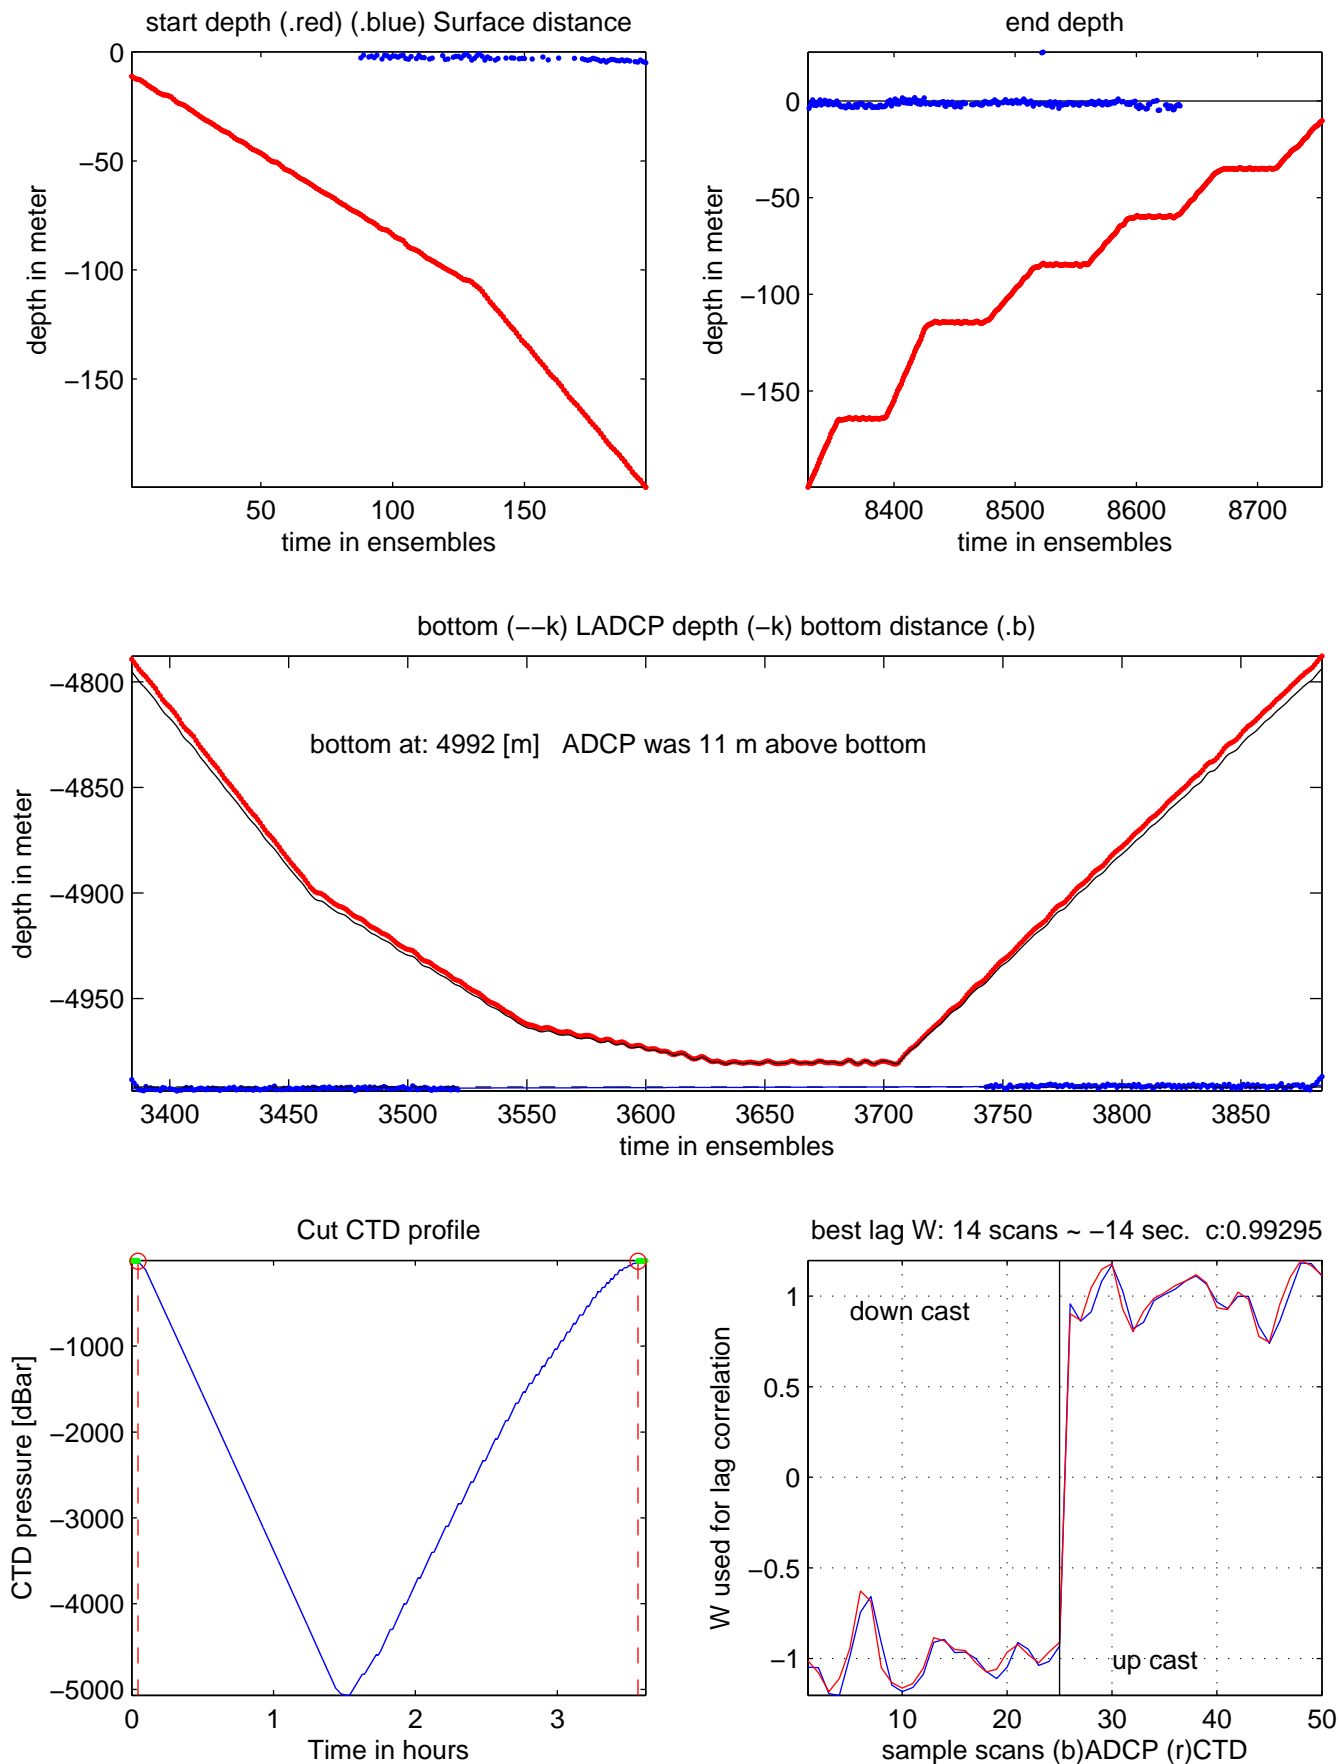 start depth (.red) (.blue) Surface distance
0
−50
−100
−150
depth in meter
50
100
150
time in ensembles
end depth
0
−50
−100
−150
depth in meter
8400
8500
8600
8700
time in ensembles
bottom (−−k) LADCP depth (−k) bottom distance (.b)
−4800
−4850
−4900
−4950
depth in meter
bottom at: 4992 [m]   ADCP was 11 m above bottom
3400
3450
3500
3550
3600
3650
3700
3750
3800
3850
time in ensembles
Cut CTD profile
−1000
−2000
−3000
−4000
−5000
CTD pressure [dBar]
0
1
2
3
Time in hours
best lag W: 14 scans ~ −14 sec.  c:0.99295
1
0.5
0
−0.5
−1
W used for lag correlation
down cast
up cast
10
20
30
40
50
sample scans (b)ADCP (r)CTD